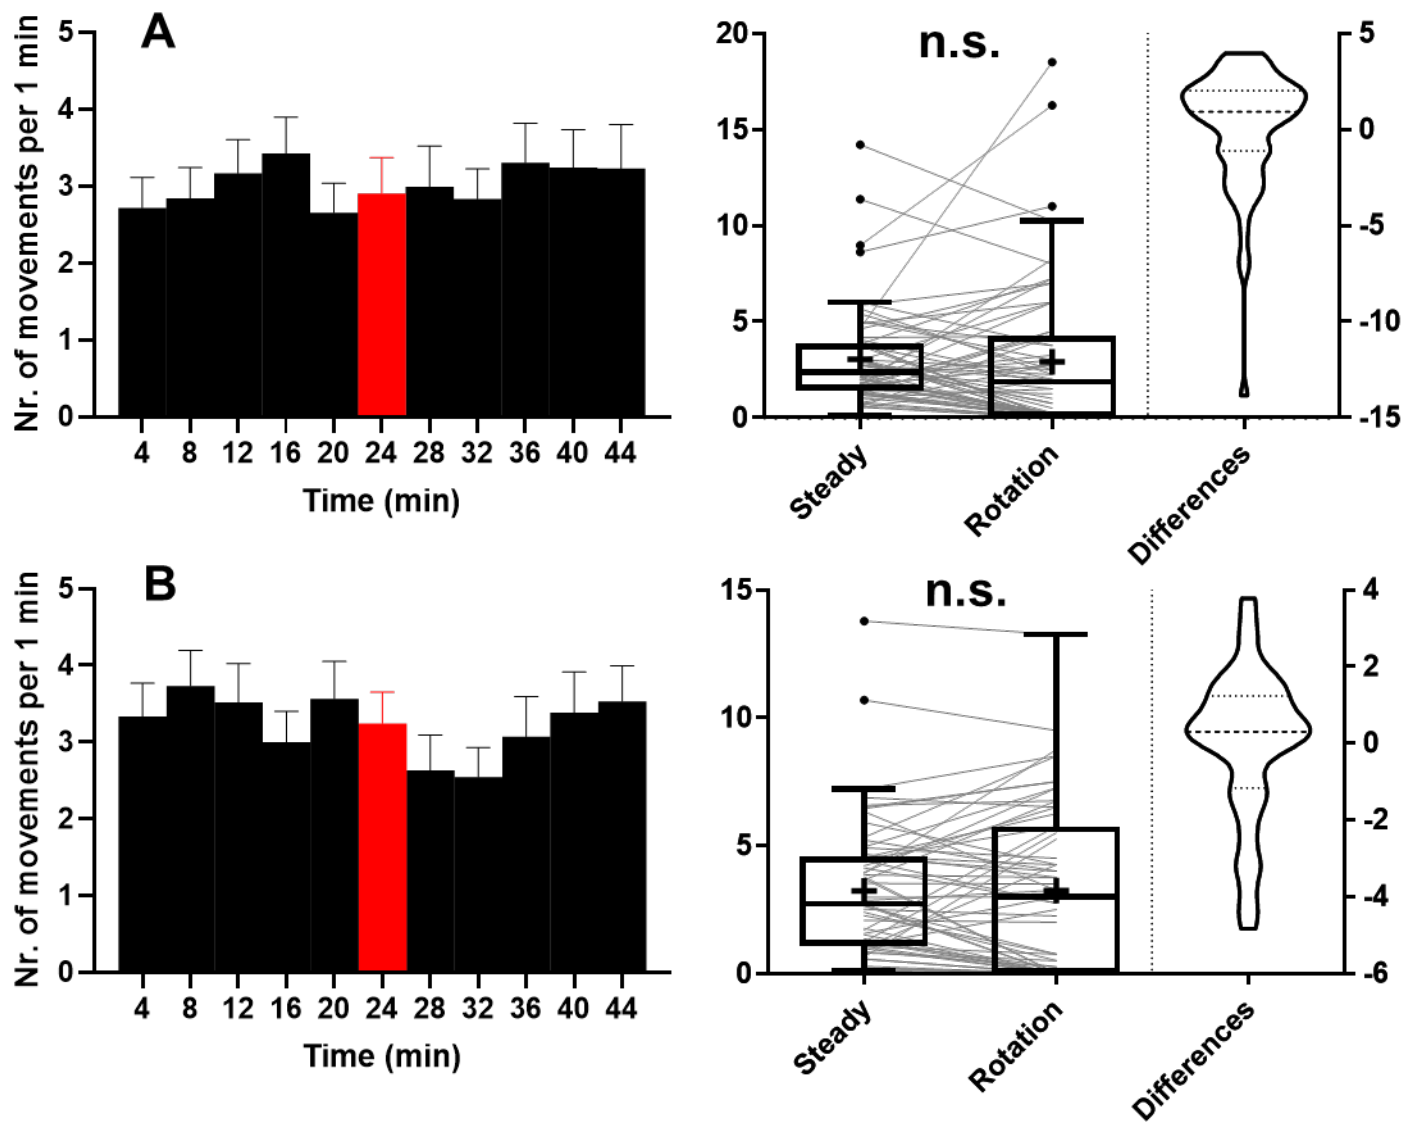 A
n.s.
Nr. of movements per 1 min
5
4
3
2
1
0
4 8 12 16 20 24 28 32 36 40 44
Time (min)
20
15
10
5
0
5
0
-5
-10
-15
Steady Rotation Differences
B
n.s.
Nr. of movements per 1 min
5
4
3
2
1
0
4 8 12 16 20 24 28 32 36 40 44
Time (min)
15
10
5
0
4
2
0
-2
-4
-6
Steady Rotation Differences